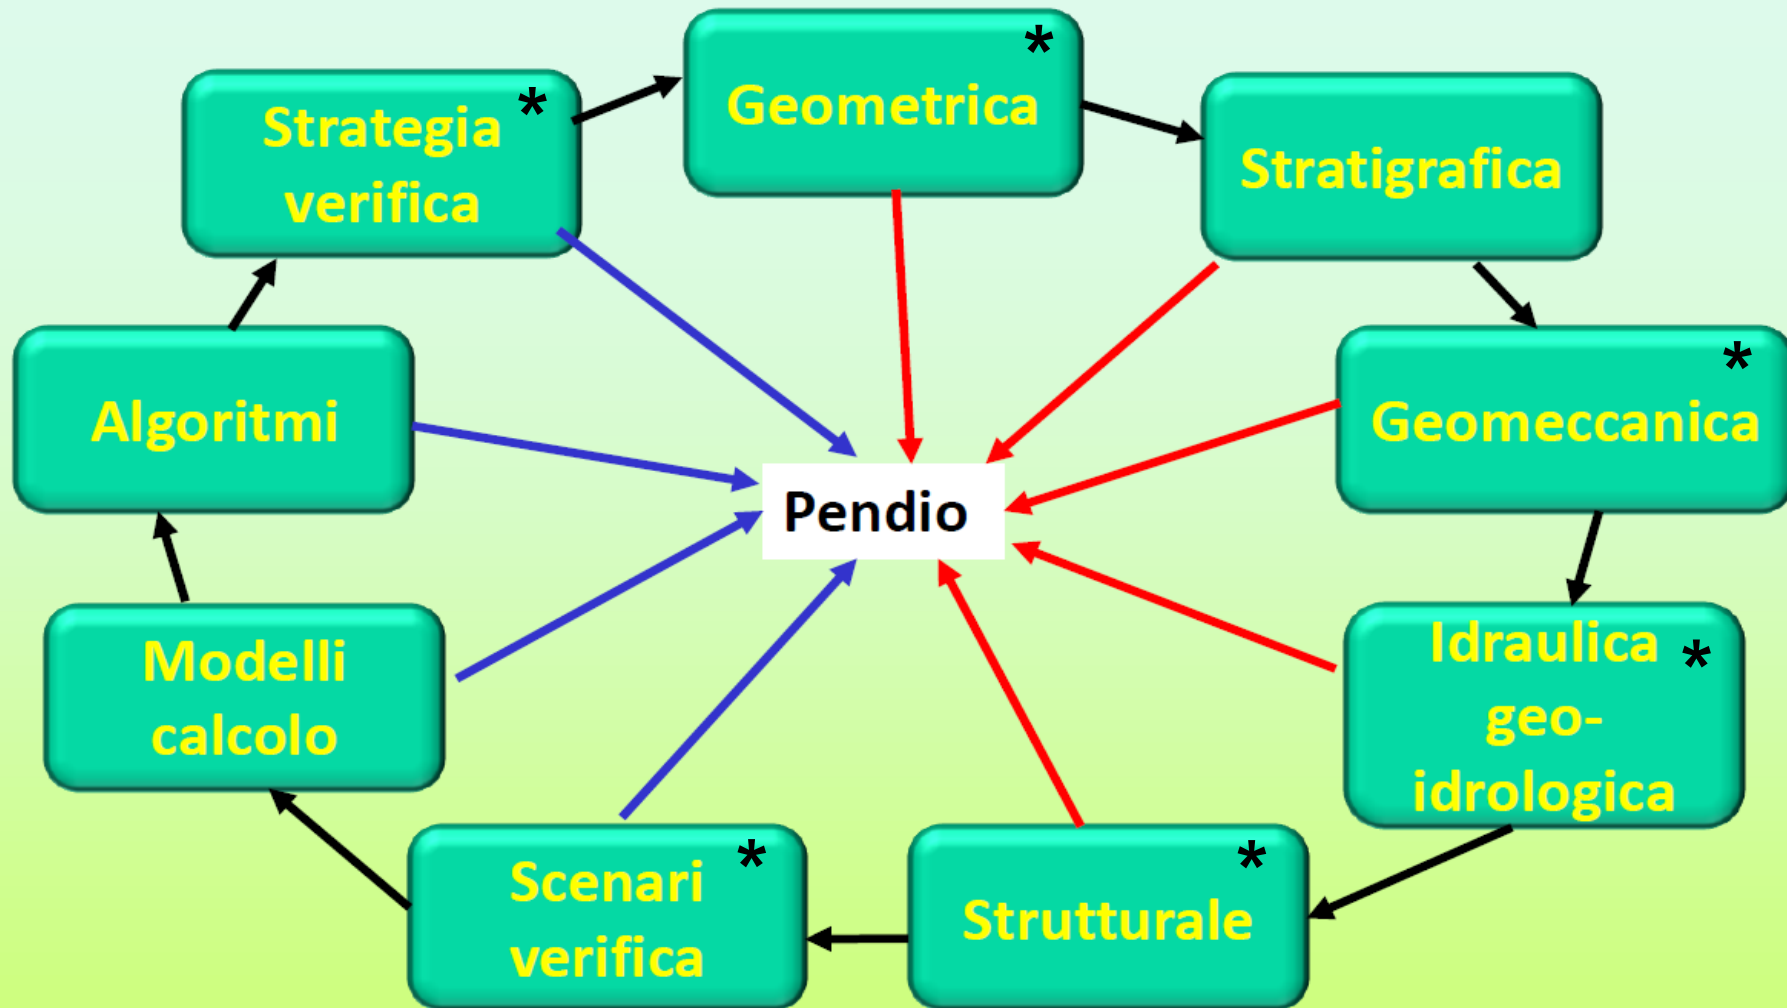 Geometrica *
Strategia *
verifica
Stratigrafica
Algoritmi
Geomeccanica *
Pendio
Modelli
calcolo
Idraulica *
geo-
idrologica
Scenari *
verifica
Strutturale *